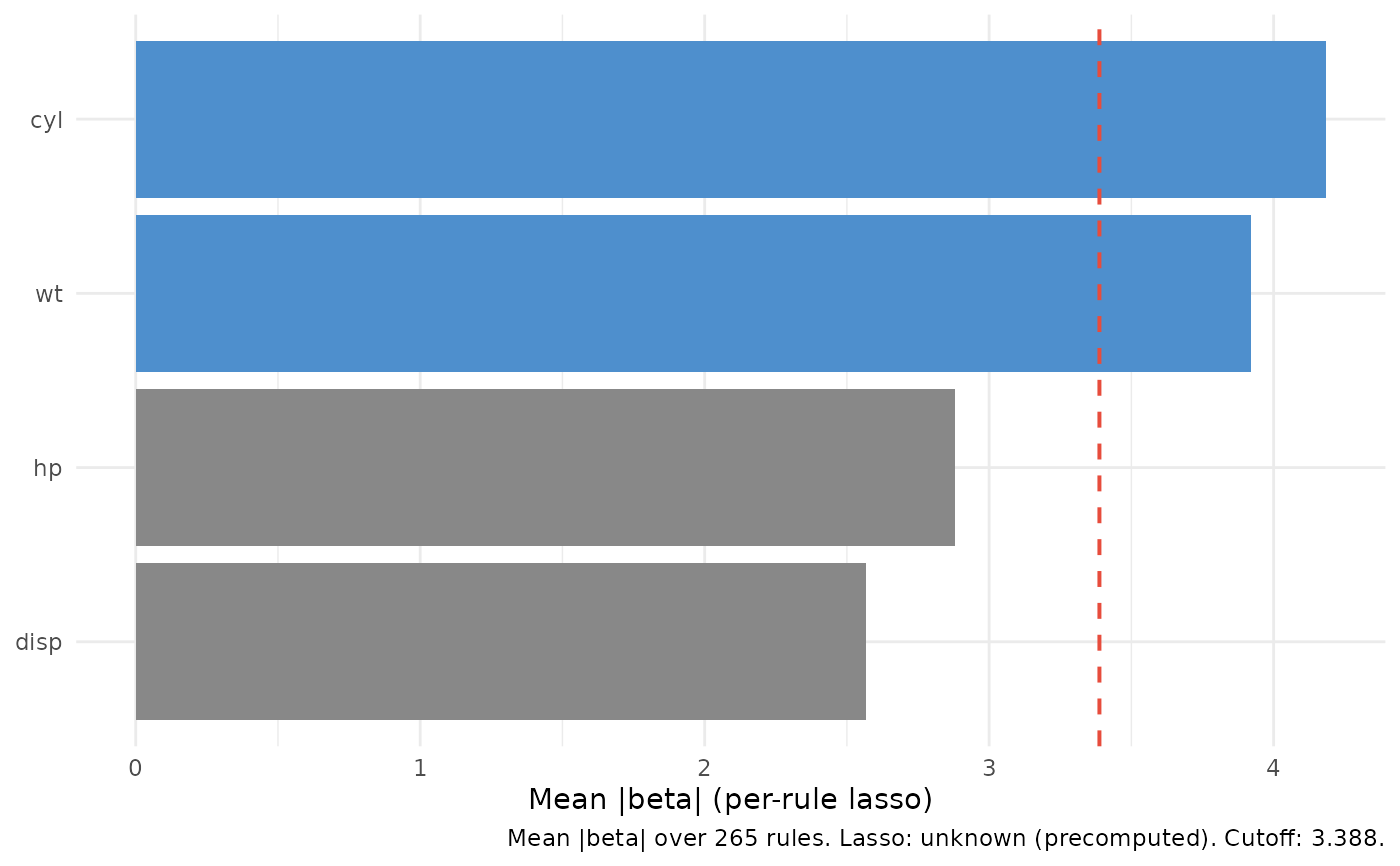 cyl
wt
hp
disp
0 1 2 3 4
Mean |beta| (per-rule lasso)
Mean |beta| over 265 rules. Lasso: unknown (precomputed). Cutoff: 3.388.